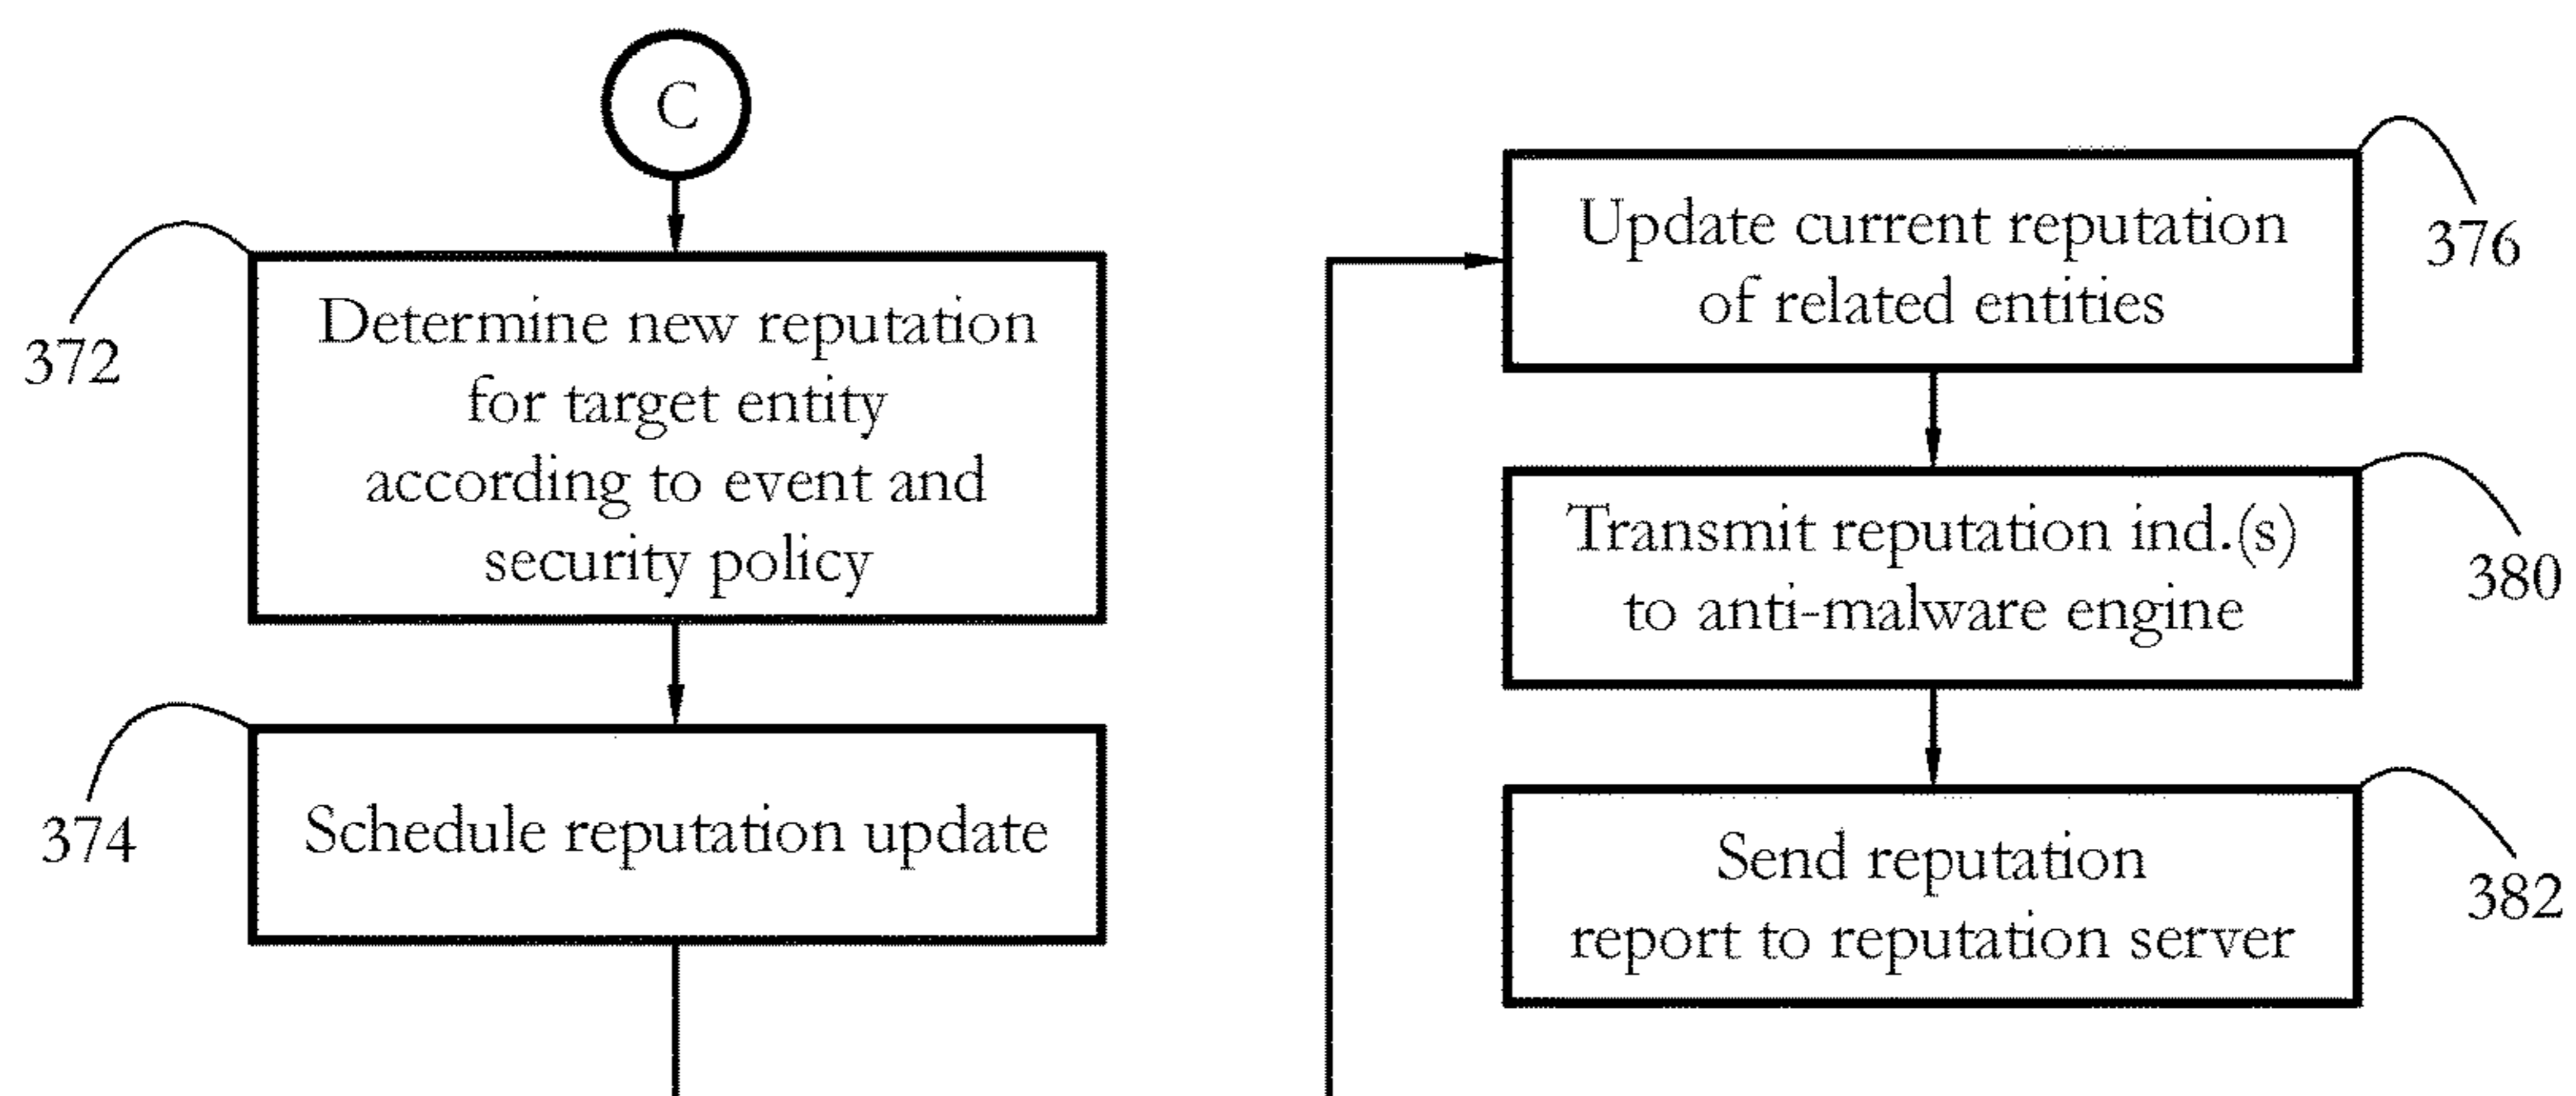 C
372
Determine new reputation
for target entity
according to event and
security policy
374
Schedule reputation update
Update current reputation
of related entities
376
Transmit reputation ind.(s)
to anti-malware engine
380
Send reputation
report to reputation server
382